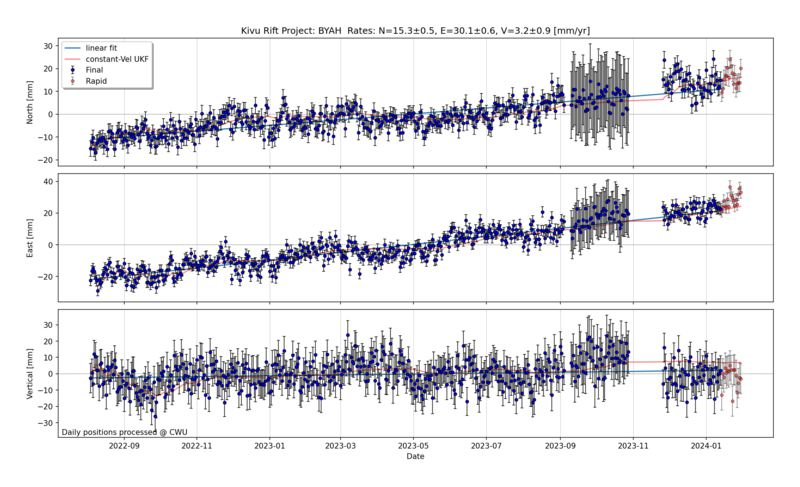 Kivu Rift Project: BYAH  Rates: N=15.3±0.5, E=30.1±0.6, V=3.2±0.9 [mm/yr]
linear fit
constant-Vel UKF
Final
Rapid
North [mm]
30
20
10
0
−10
−20
East [mm]
40
20
0
−20
Vertical [mm]
30
20
10
0
−10
−20
−30
Daily positions processed @ CWU
2022-09
2022-11
2023-01
2023-03
2023-05
2023-07
2023-09
2023-11
2024-01
Date